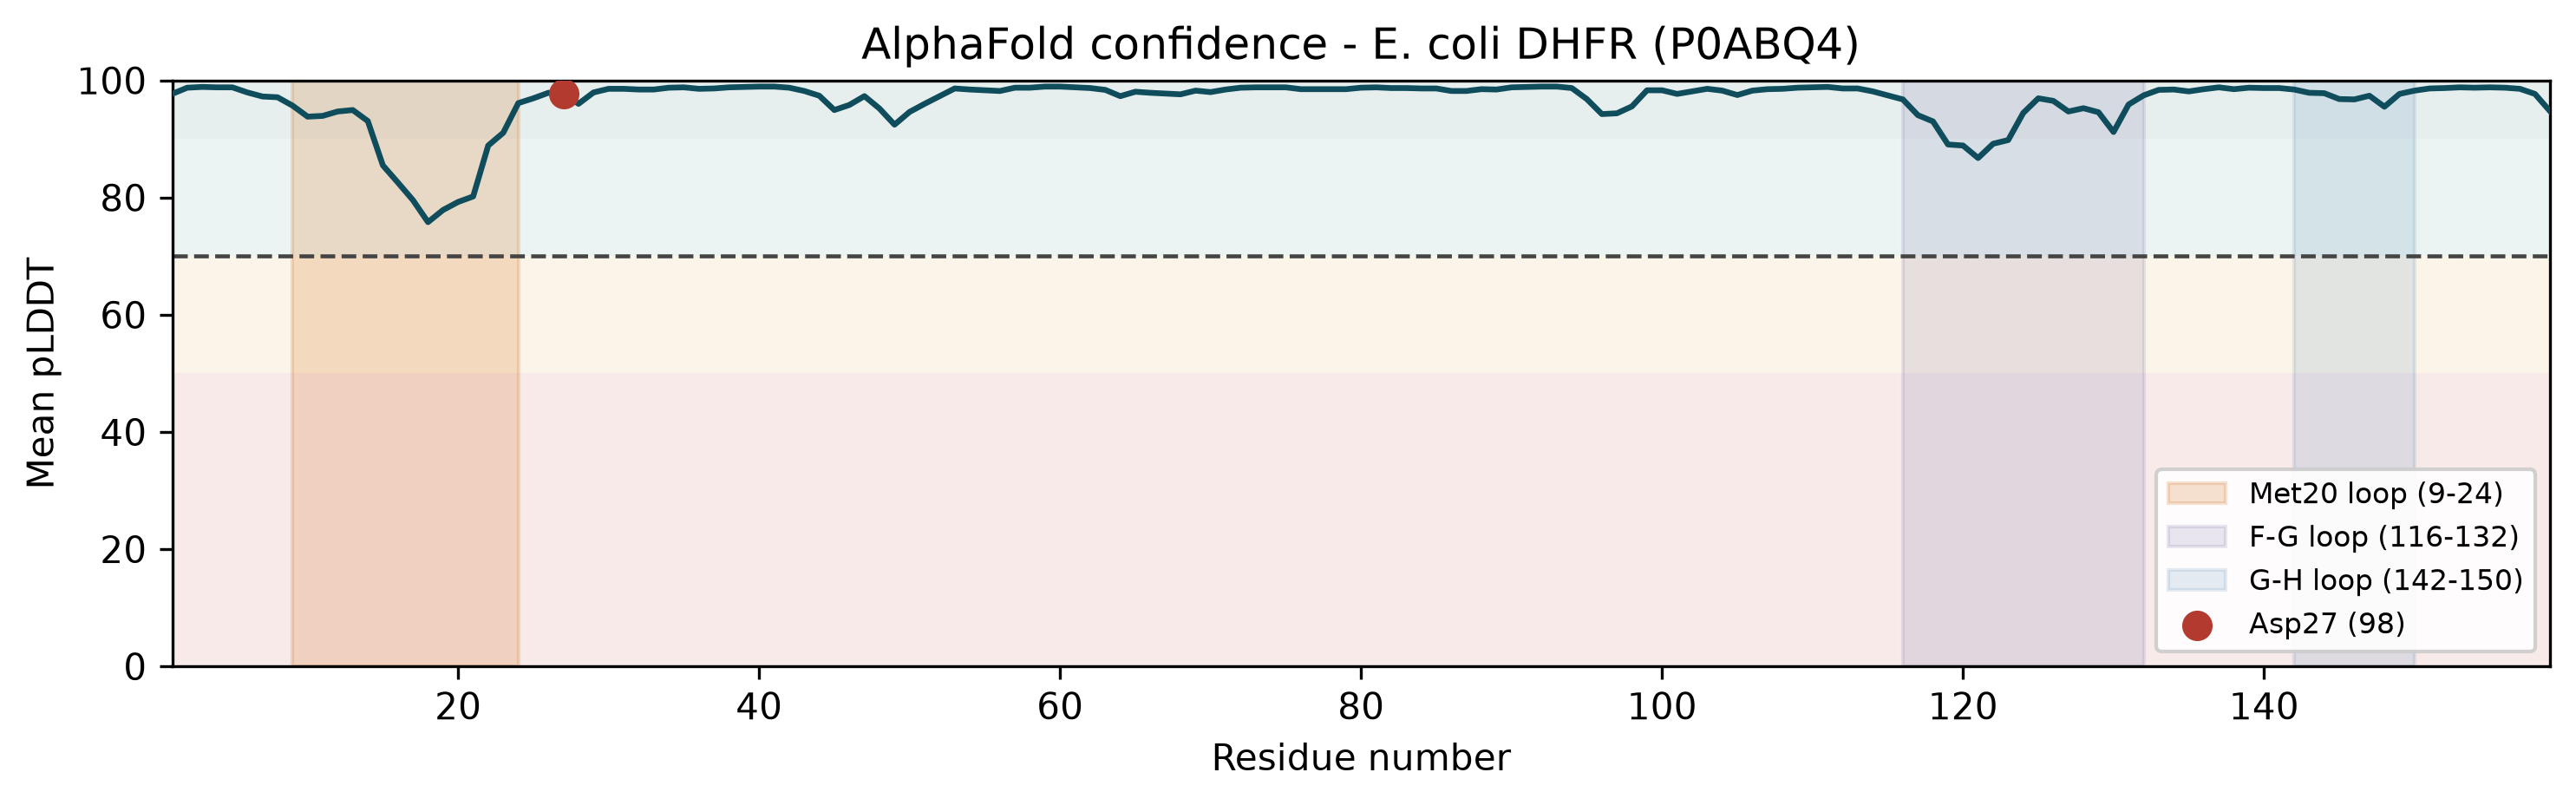 AlphaFold confidence - E. coli DHFR (P0ABQ4)
Mean pLDDT
100
80
60
40
20
0
Met20 loop (9-24)
F-G loop (116-132)
G-H loop (142-150)
Asp27 (98)
20 40 60 80 100 120 140
Residue number